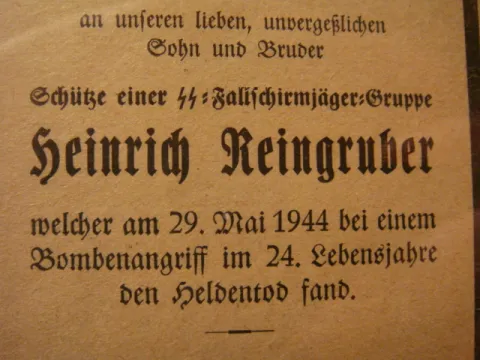 an unseren lieben, unvergeßlichen
Sohn und Bruder
Schütze einer SS-Fallschirmjäger-Gruppe
Heinrich Reingruber
welcher am 29. Mai 1944 bei einem
Bombenangriff im 24. Lebensjahre
den Heldentod fand.